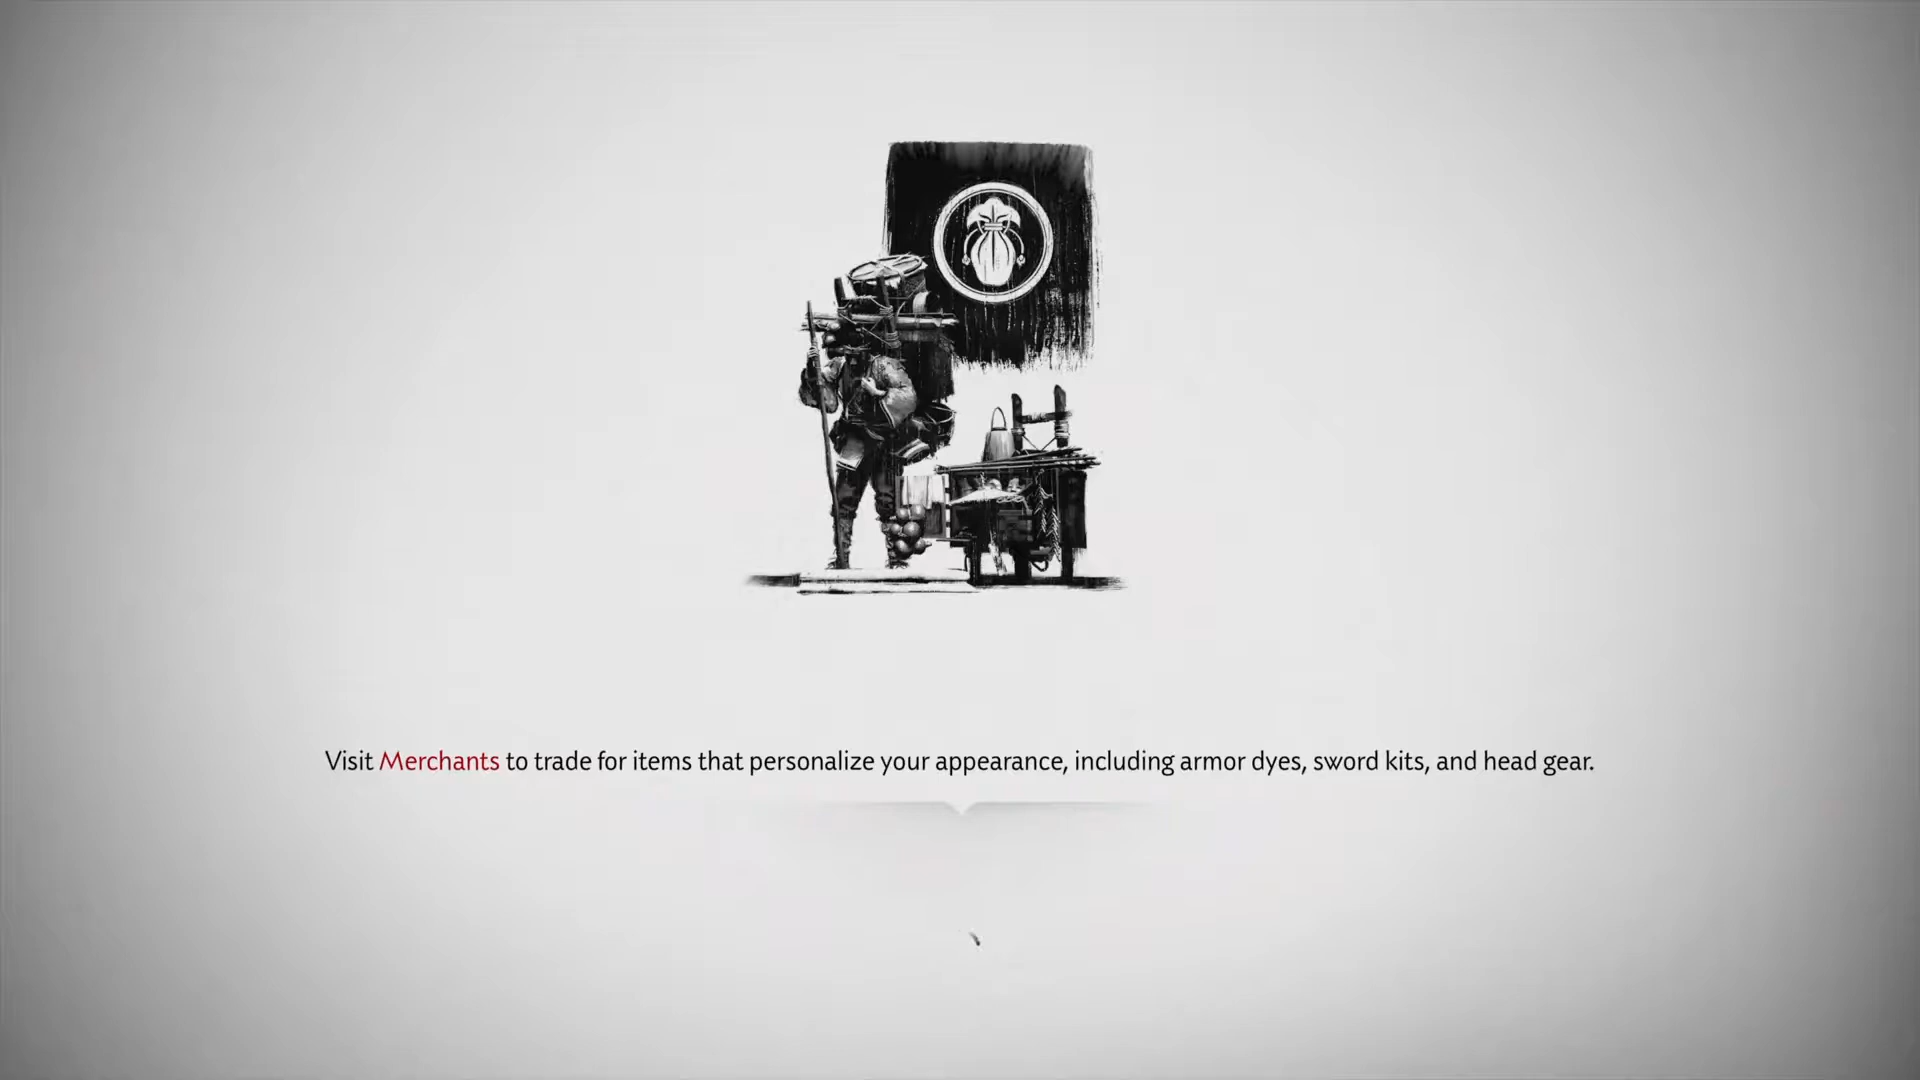 Visit Merchants to trade for items that personalize your appearance, including armor dyes, sword kits, and head gear.